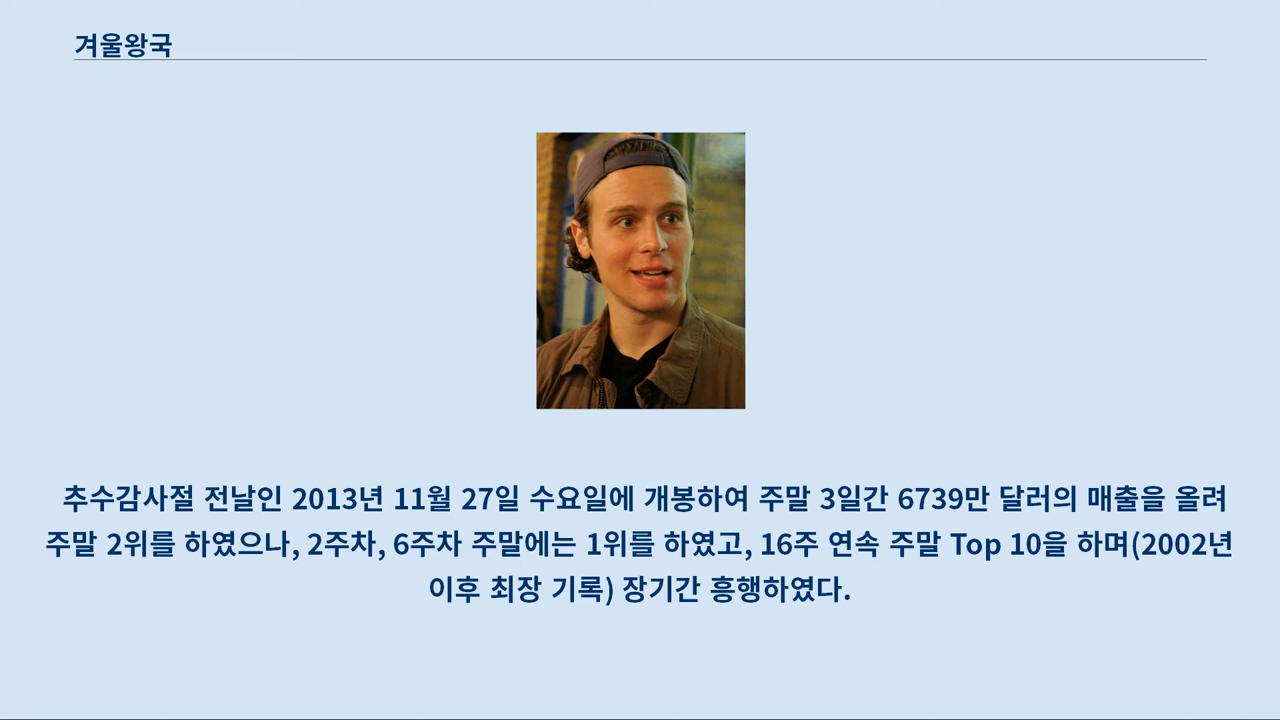 겨울왕국
추수감사절 전날인 2013년 11월 27일 수요일에 개봉하여 주말 3일간 6739만 달러의 매출을 올려
주말 2위를 하였으나, 2주차, 6주차 주말에는 1위를 하였고, 16주 연속 주말 Top 10을 하며(2002년
이후 최장 기록) 장기간 흥행하였다.